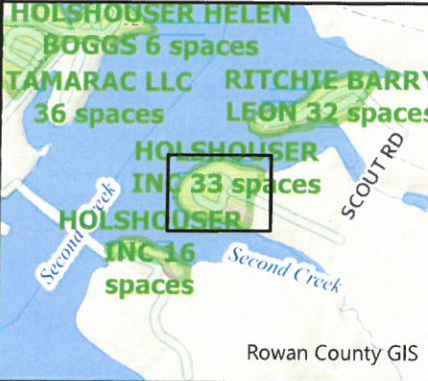 HOLSHOUSER HELEN
BOGGS 6 spaces
TAMARAC LLC
36 spaces
RITCHIE BARRY
LEON 32 spaces
HOLSHOUSER
INC 33 spaces
SCOUT RD
HOLSHOUSER
INC 16
spaces
Second Creek
Second Creek
Rowan County GIS